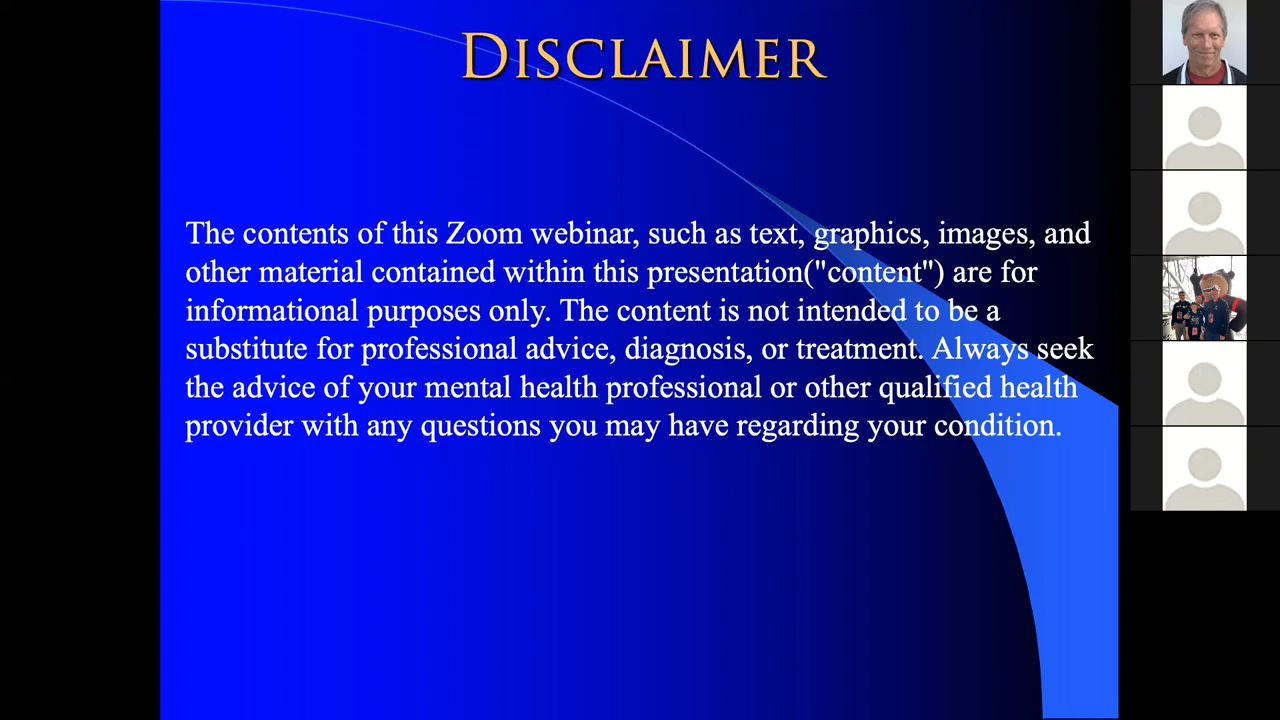 DISCLAIMER
The contents of this Zoom webinar, such as text, graphics, images, and
other material contained within this presentation("content") are for
informational purposes only. The content is not intended to be a
substitute for professional advice, diagnosis, or treatment. Always seek
the advice of your mental health professional or other qualified health
provider with any questions you may have regarding your condition.